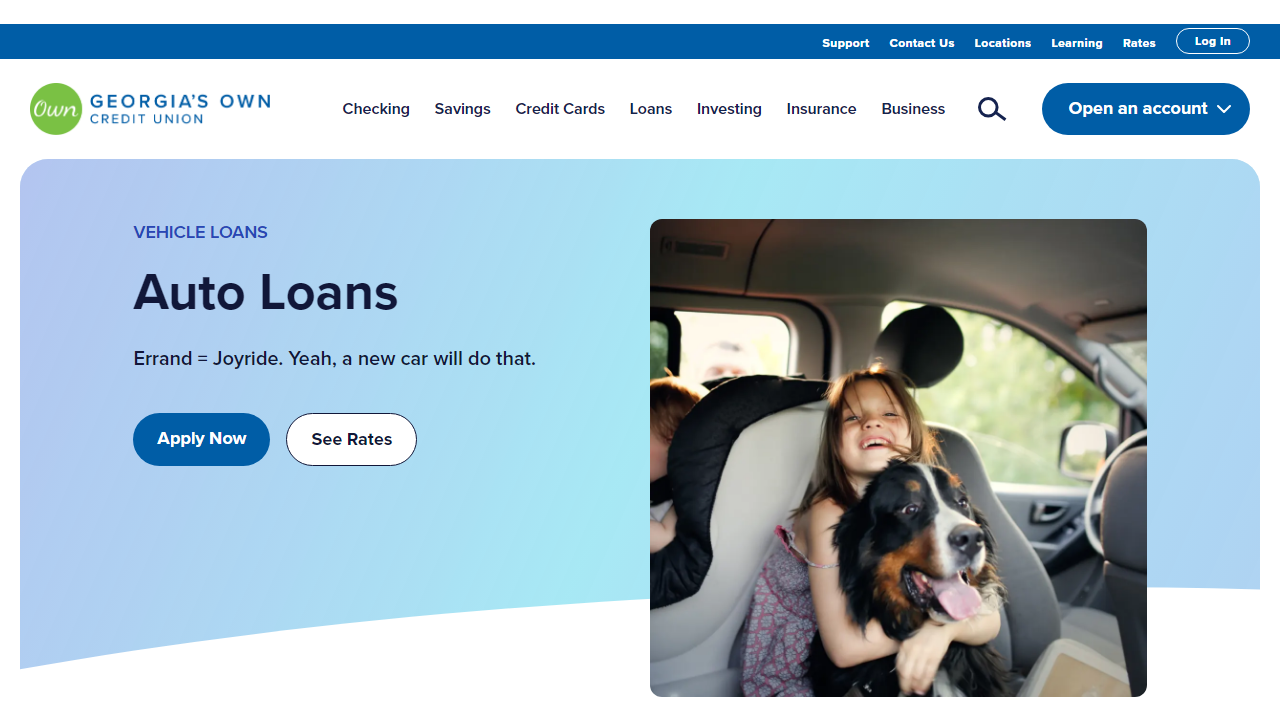 Support Contact Us Locations Learning Rates Log In
Own GEORGIA'S OWN
CREDIT UNION
Checking Savings Credit Cards Loans Investing Insurance Business Open an account
VEHICLE LOANS
Auto Loans
Errand = Joyride. Yeah, a new car will do that.
Apply Now See Rates